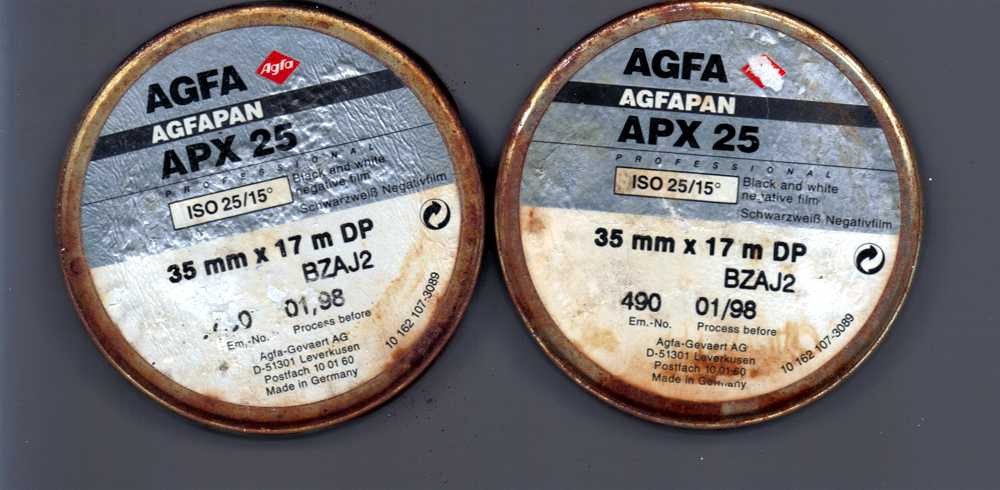 AGFA Agfa
AGFAPAN
APX 25
PROFESSIONAL
ISO 25/15° Black and white
negative film
Schwarzweiß Negativfilm
35 mm x 17 m DP
BZAJ2
01,98
Em.-No. Process before
Agfa-Gevaert AG
D-51301 Leverkusen
Postfach 10 01 60
Made in Germany
10 162 107-3089
AGFA
AGFAPAN
APX 25
PROFESSIONAL
ISO 25/15° Black and white
negative film
Schwarzweiß Negativfilm
35 mm x 17 m DP
BZAJ2
490 01/98
Em.-No. Process before
Agfa-Gevaert AG
D-51301 Leverkusen
Postfach 10 01 60
Made in Germany
10 162 107-3089